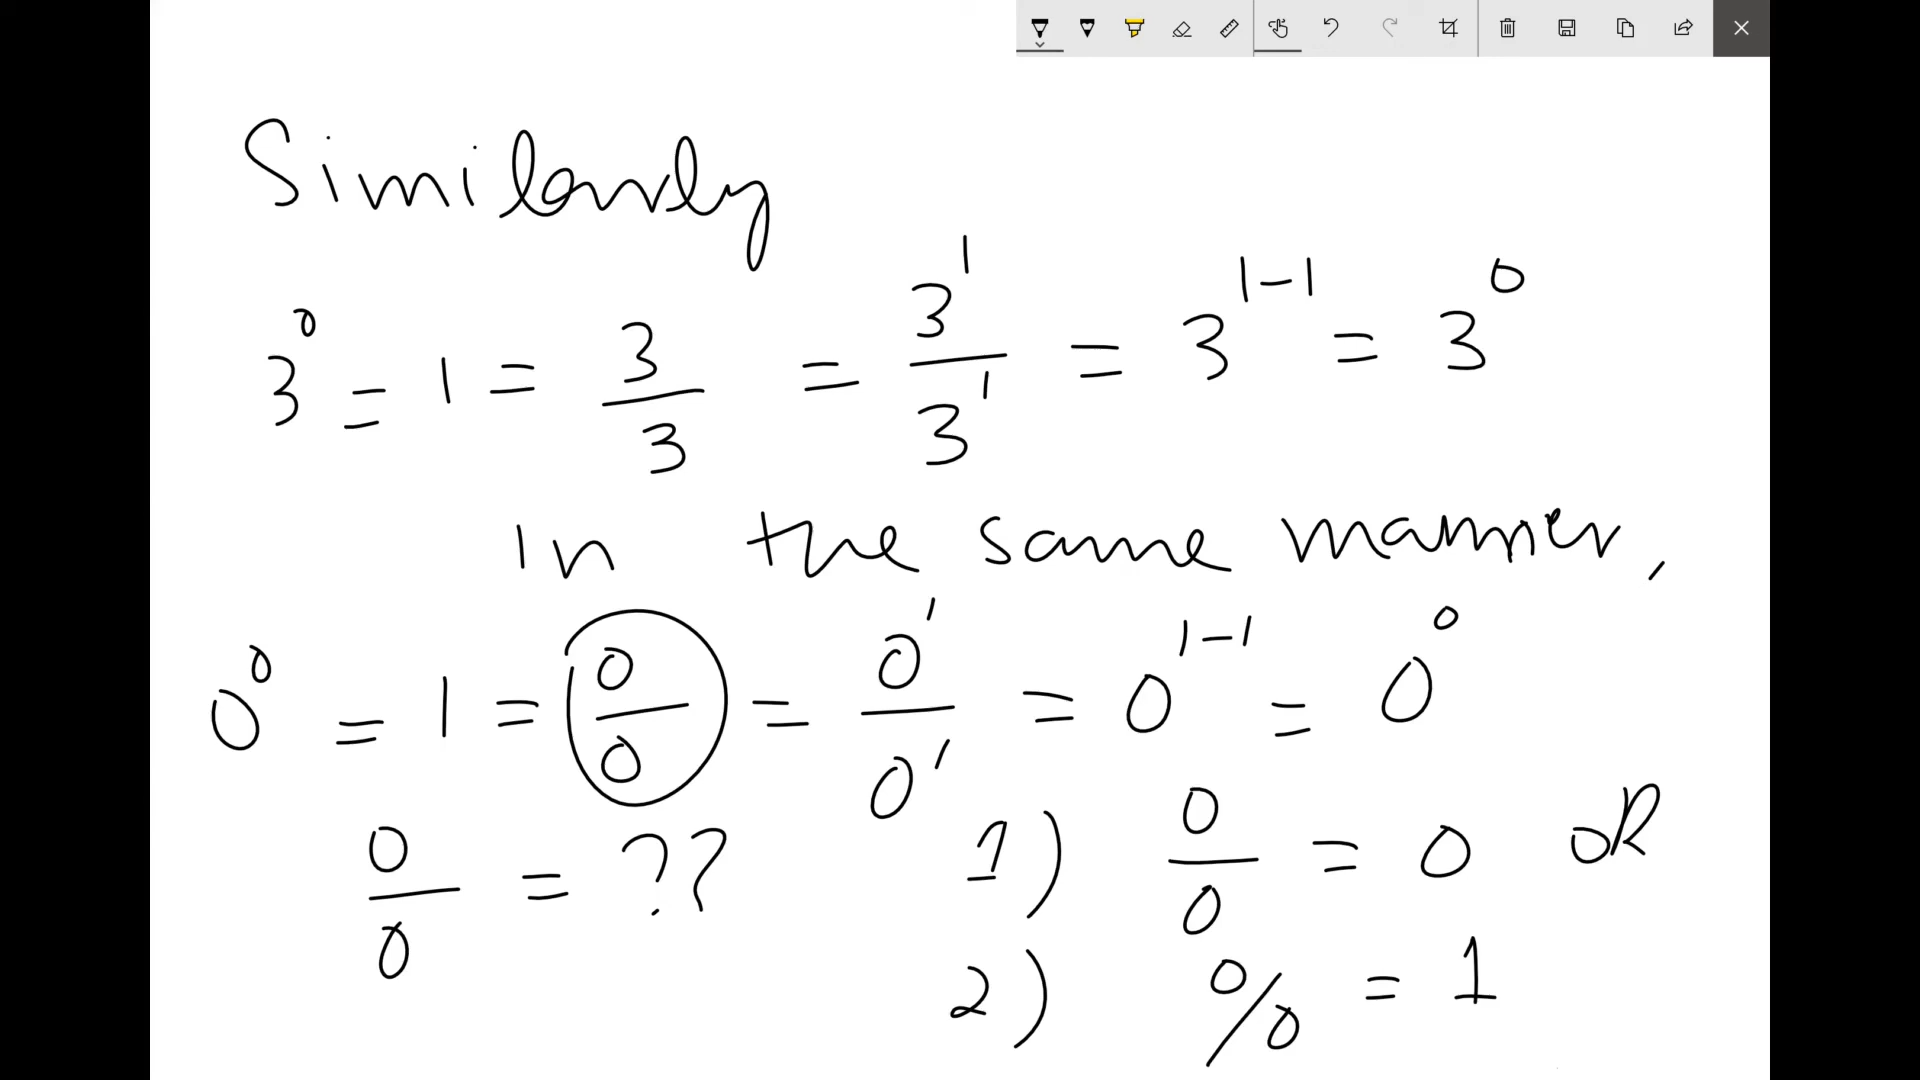 Similarly
3⁰ = 1 = 3/3 = 3¹/3¹ = 3¹⁻¹ = 3⁰
in the same manner,
0⁰ = 1 = 0/0 = 0¹/0¹ = 0¹⁻¹ = 0⁰
0/0 = ?? 1) 0/0 = 0 OR
2) 0/0 = 1